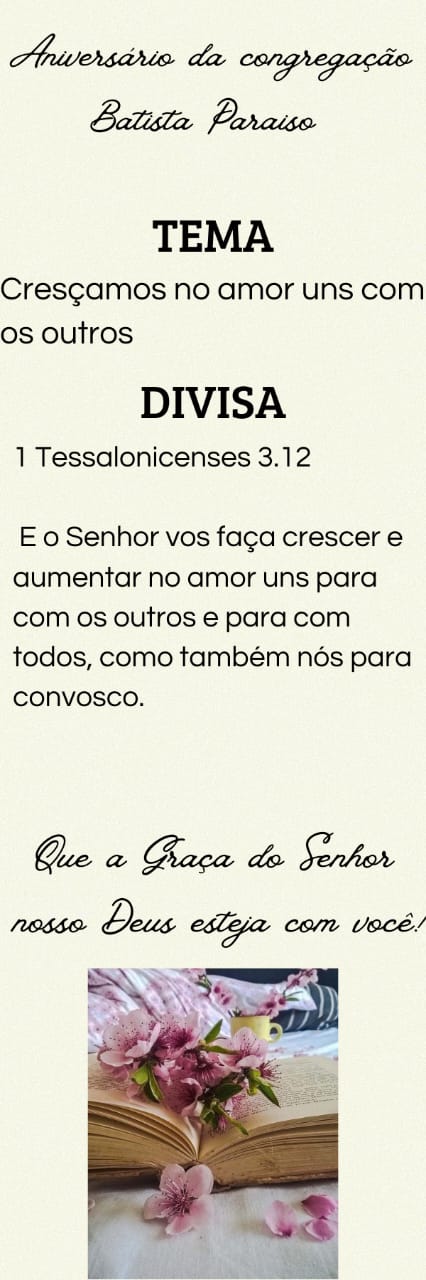 Aniversário da congregação
Batista Paraiso
TEMA
Cresçamos no amor uns com
os outros
DIVISA
1 Tessalonicenses 3.12
E o Senhor vos faça crescer e
aumentar no amor uns para
com os outros e para com
todos, como também nós para
convosco.
Que a Graça do Senhor
nosso Deus esteja com você!